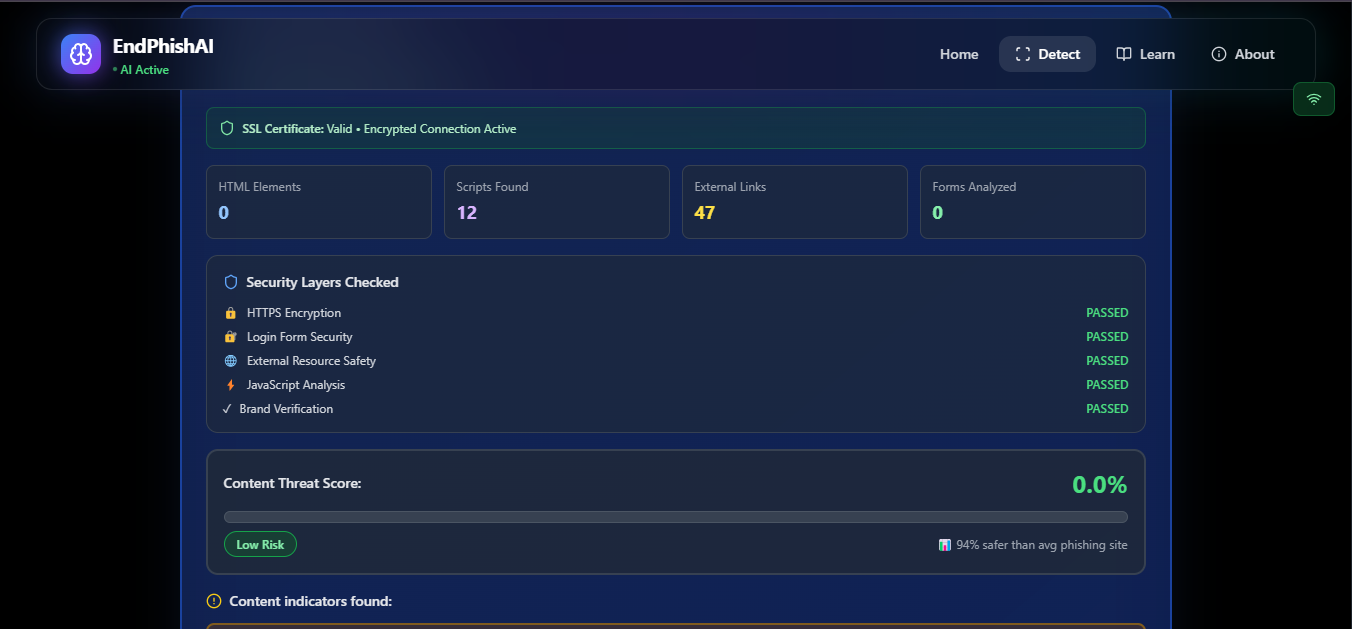 EndPhishAI
• AI Active
Home
Detect
Learn
About
SSL Certificate: Valid • Encrypted Connection Active
HTML Elements
0
Scripts Found
12
External Links
47
Forms Analyzed
0
Security Layers Checked
HTTPS Encryption PASSED
Login Form Security PASSED
External Resource Safety PASSED
JavaScript Analysis PASSED
✓ Brand Verification PASSED
Content Threat Score: 0.0%
Low Risk
94% safer than avg phishing site
Content indicators found: